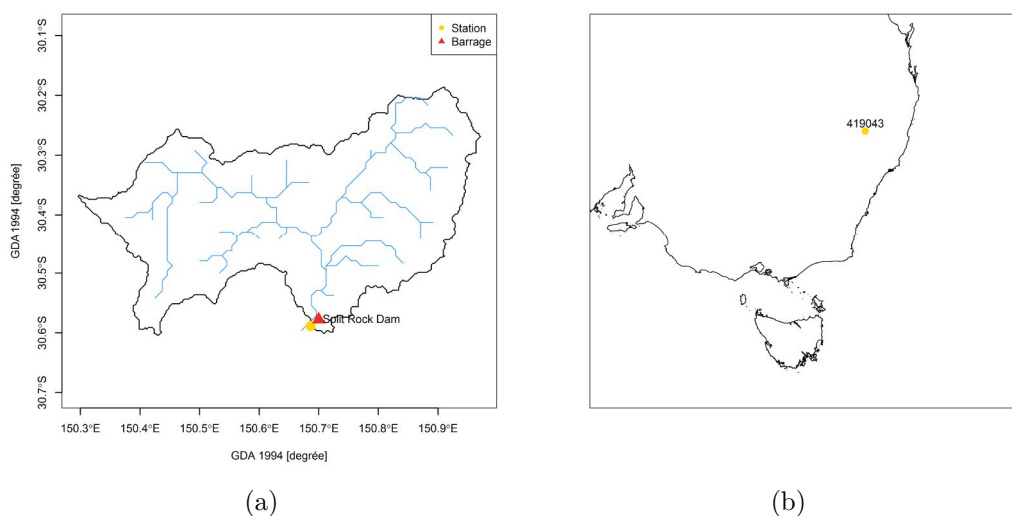 Station
Barrage
30.1°S
30.2°S
30.3°S
30.4°S
30.5°S
30.6°S
30.7°S
GDA 1994 [degrée]
Split Rock Dam
150.3°E 150.4°E 150.5°E 150.6°E 150.7°E 150.8°E 150.9°E
GDA 1994 [degrée]
(a)
419043
(b)